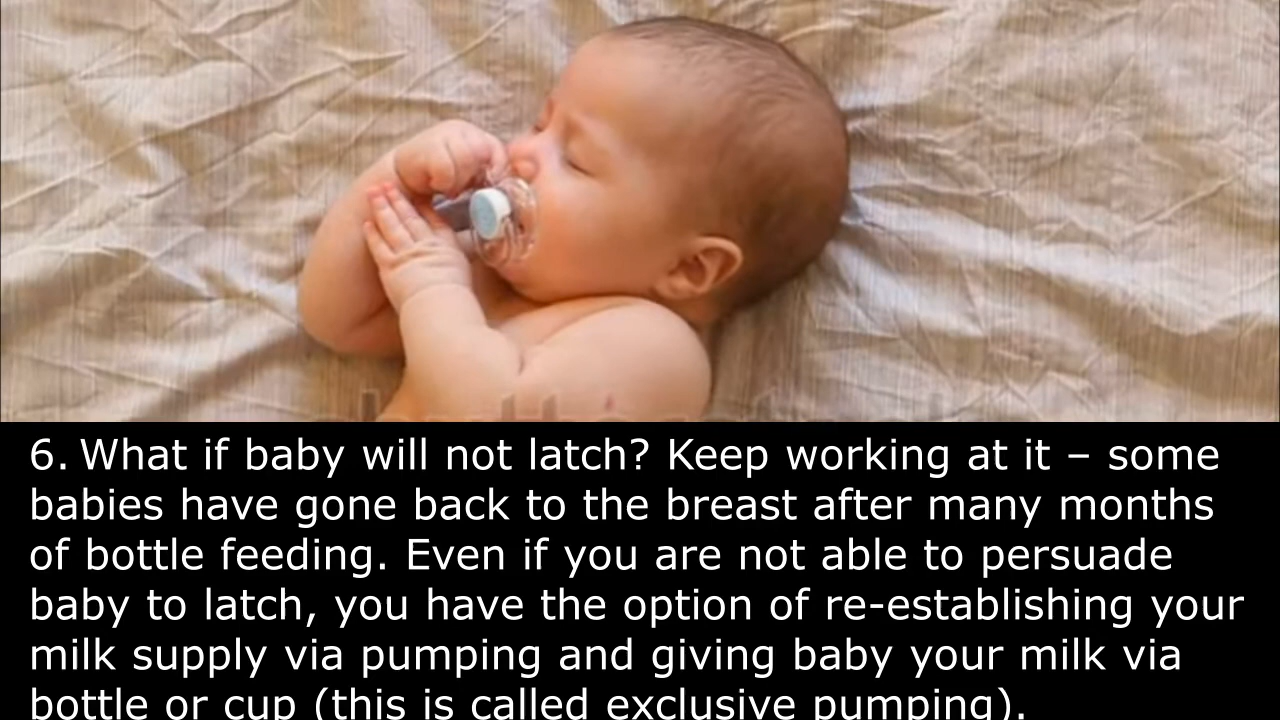 6. What if baby will not latch? Keep working at it – some
babies have gone back to the breast after many months
of bottle feeding. Even if you are not able to persuade
baby to latch, you have the option of re-establishing your
milk supply via pumping and giving baby your milk via
bottle or cup (this is called exclusive pumping).